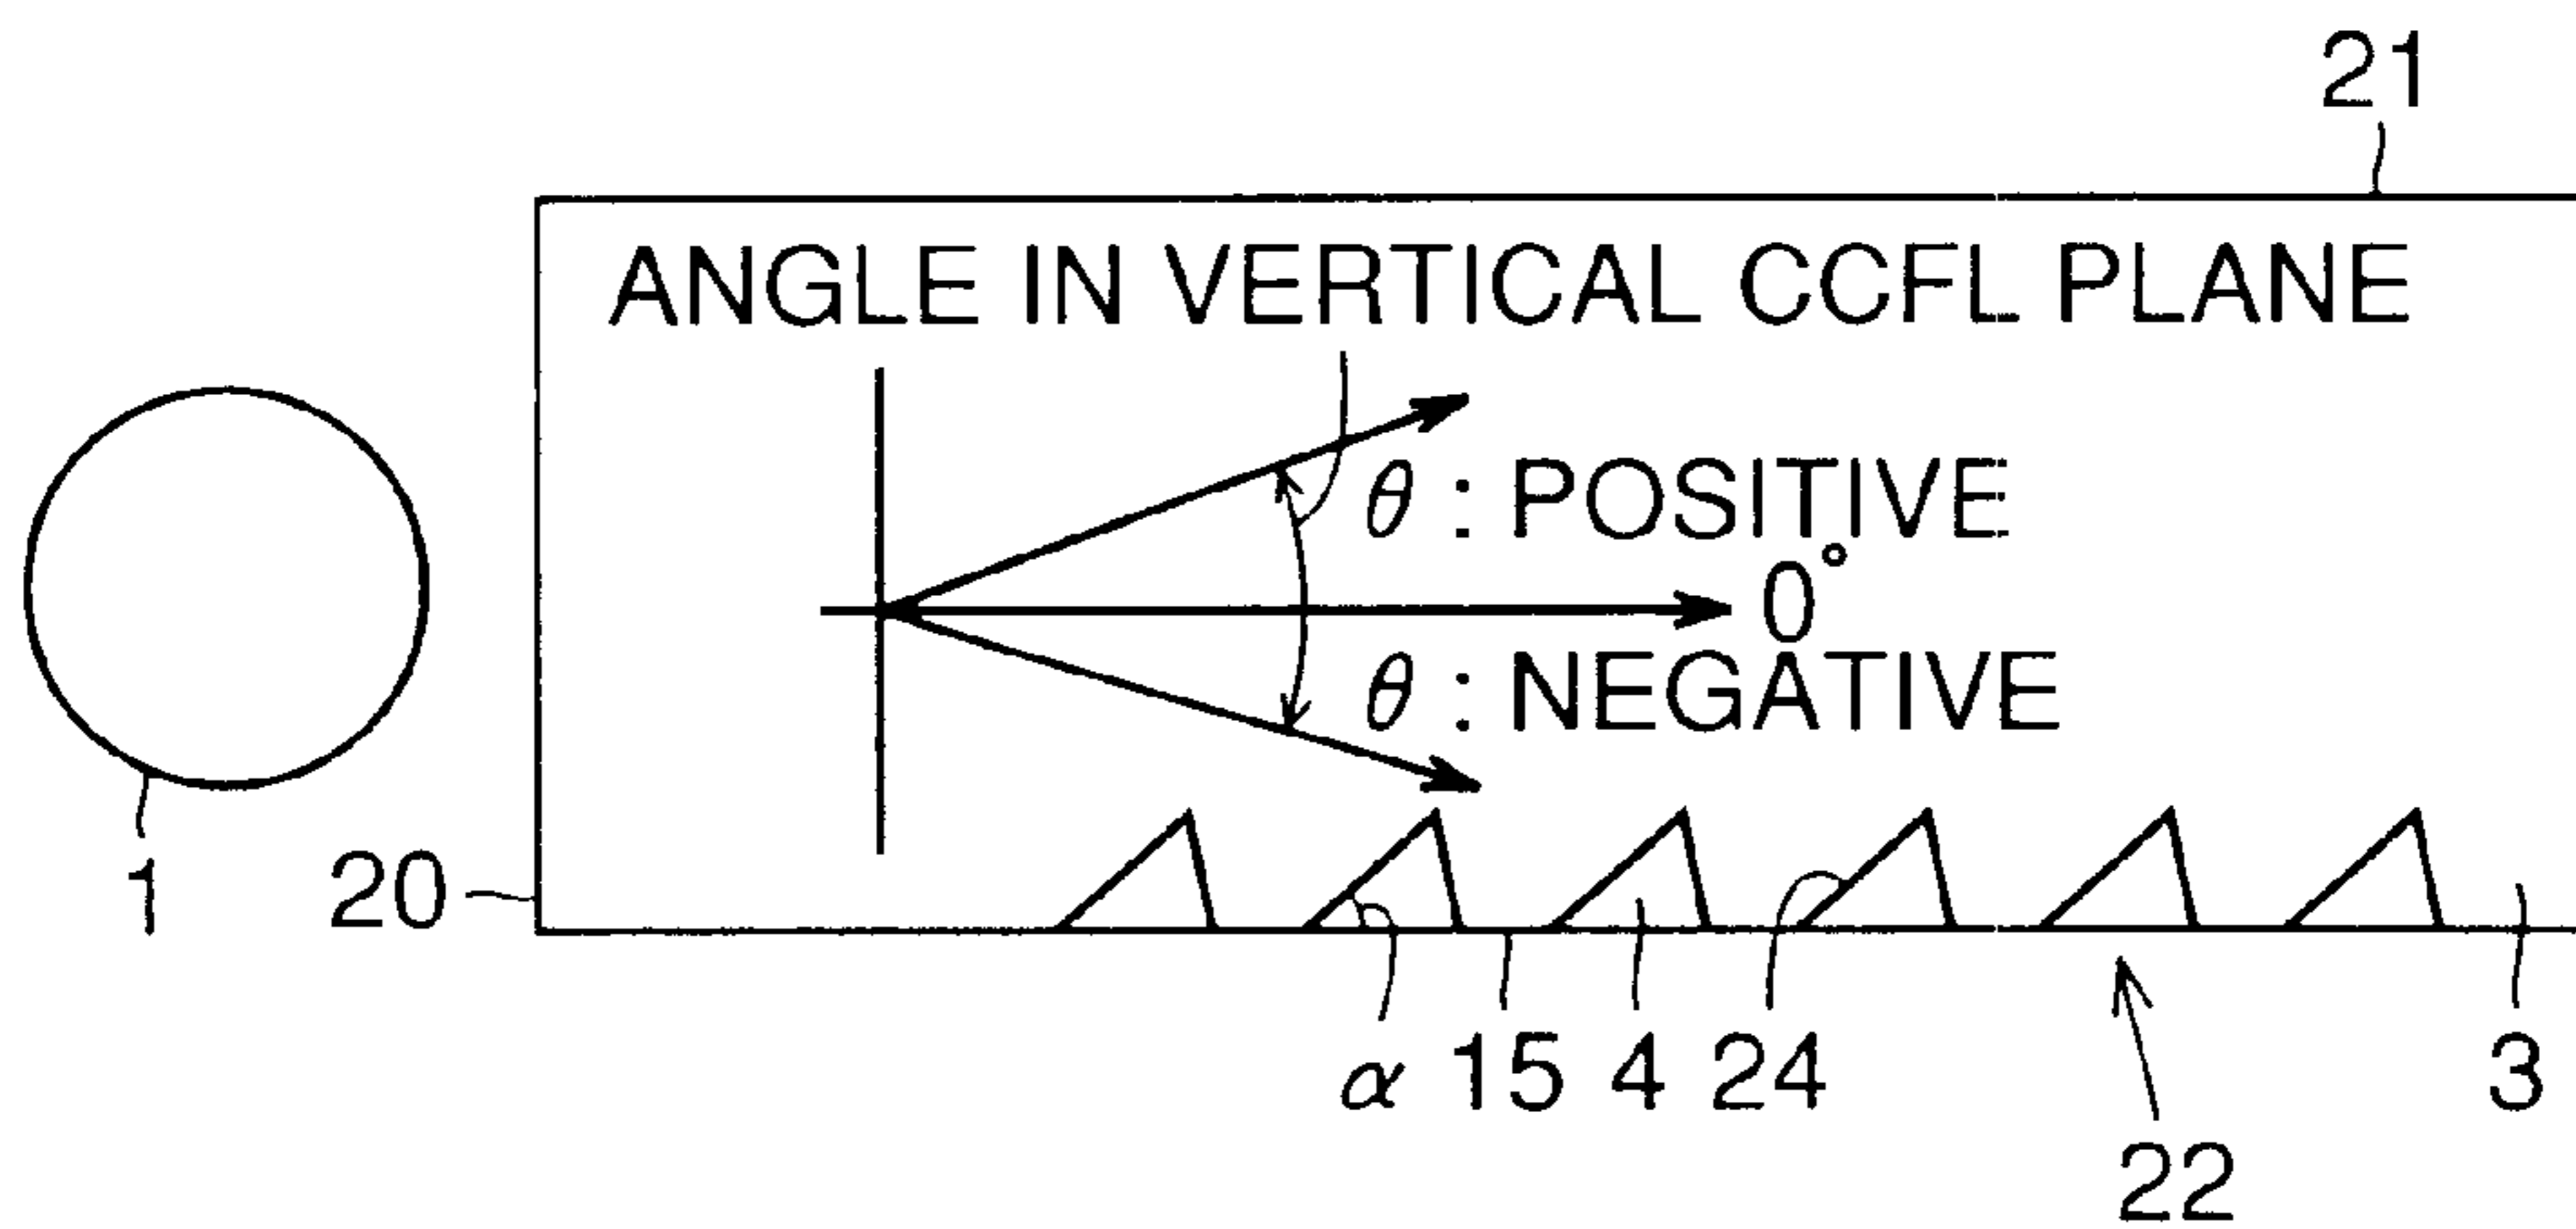 21
ANGLE IN VERTICAL CCFL PLANE
θ : POSITIVE
0°
θ : NEGATIVE
1
20
α 15 4 24 3
22